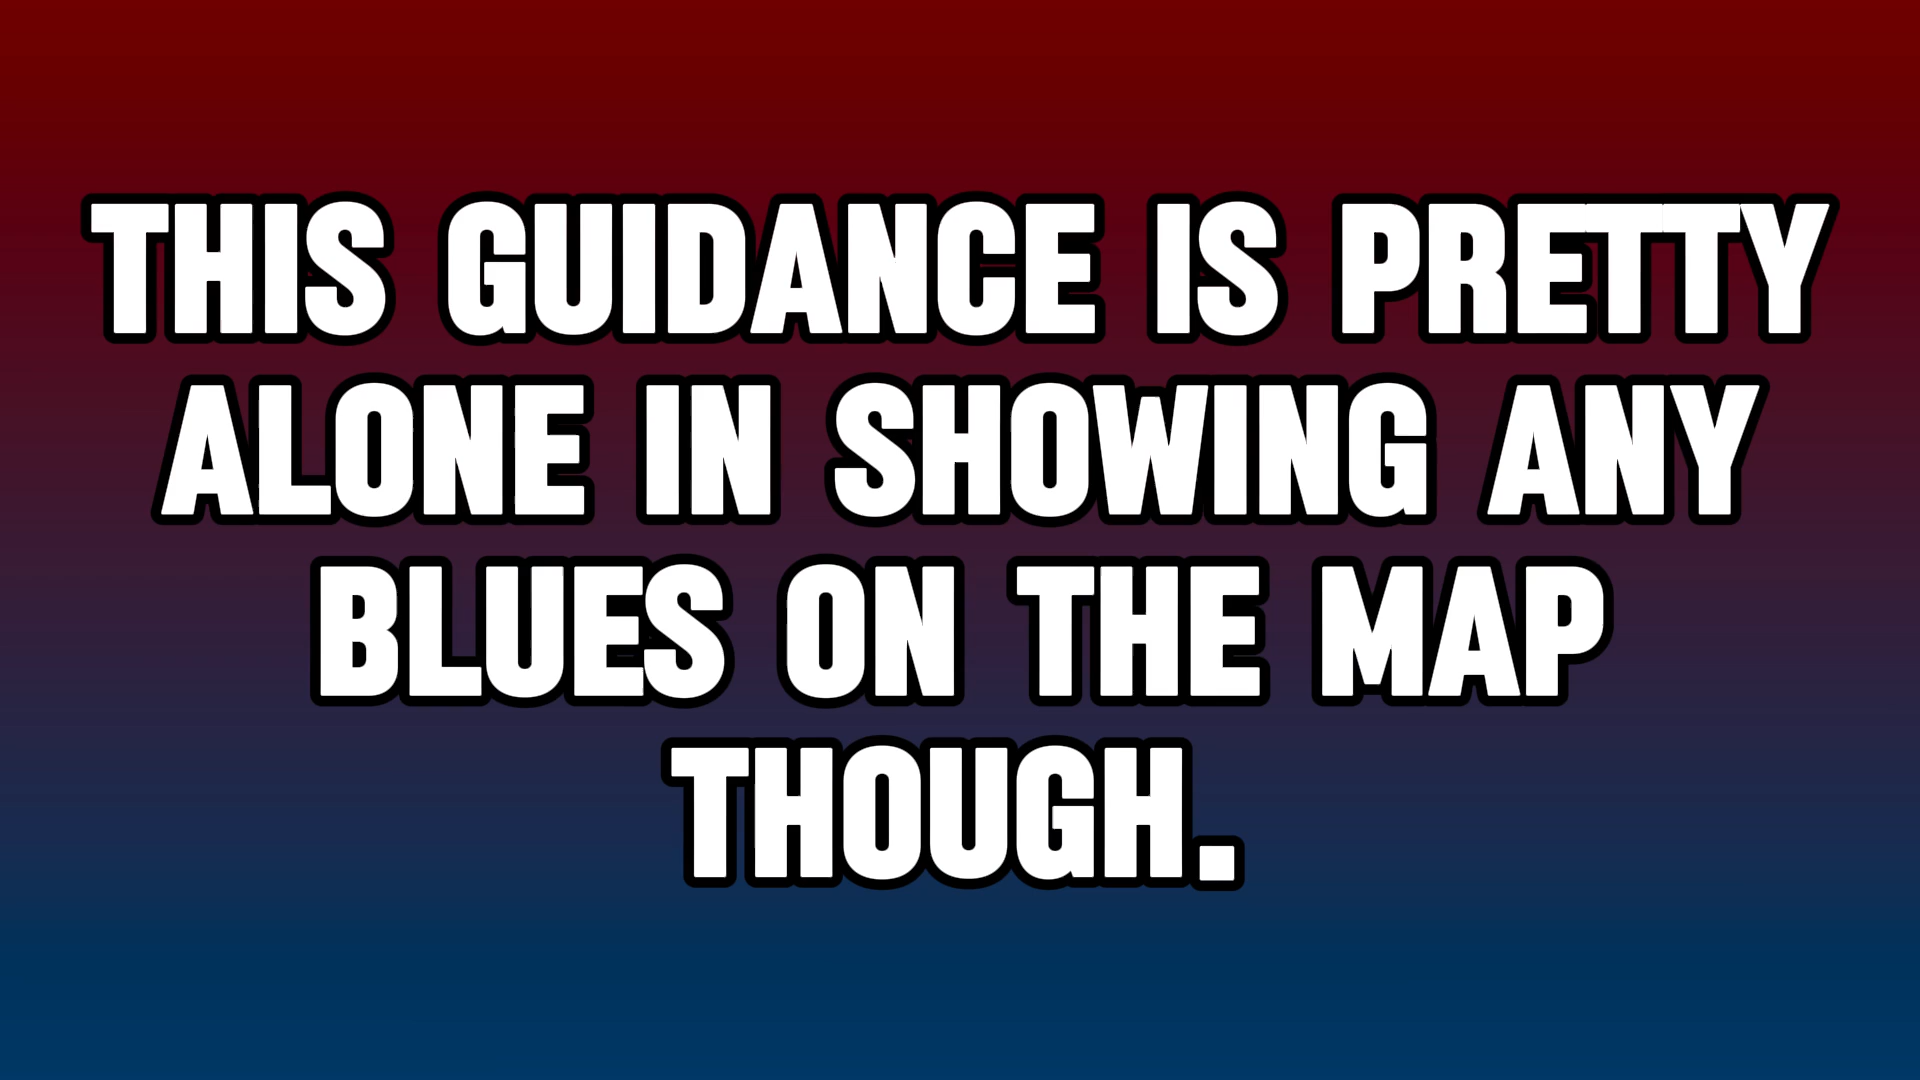 THIS GUIDANCE IS PRETTY
ALONE IN SHOWING ANY
BLUES ON THE MAP
THOUGH.